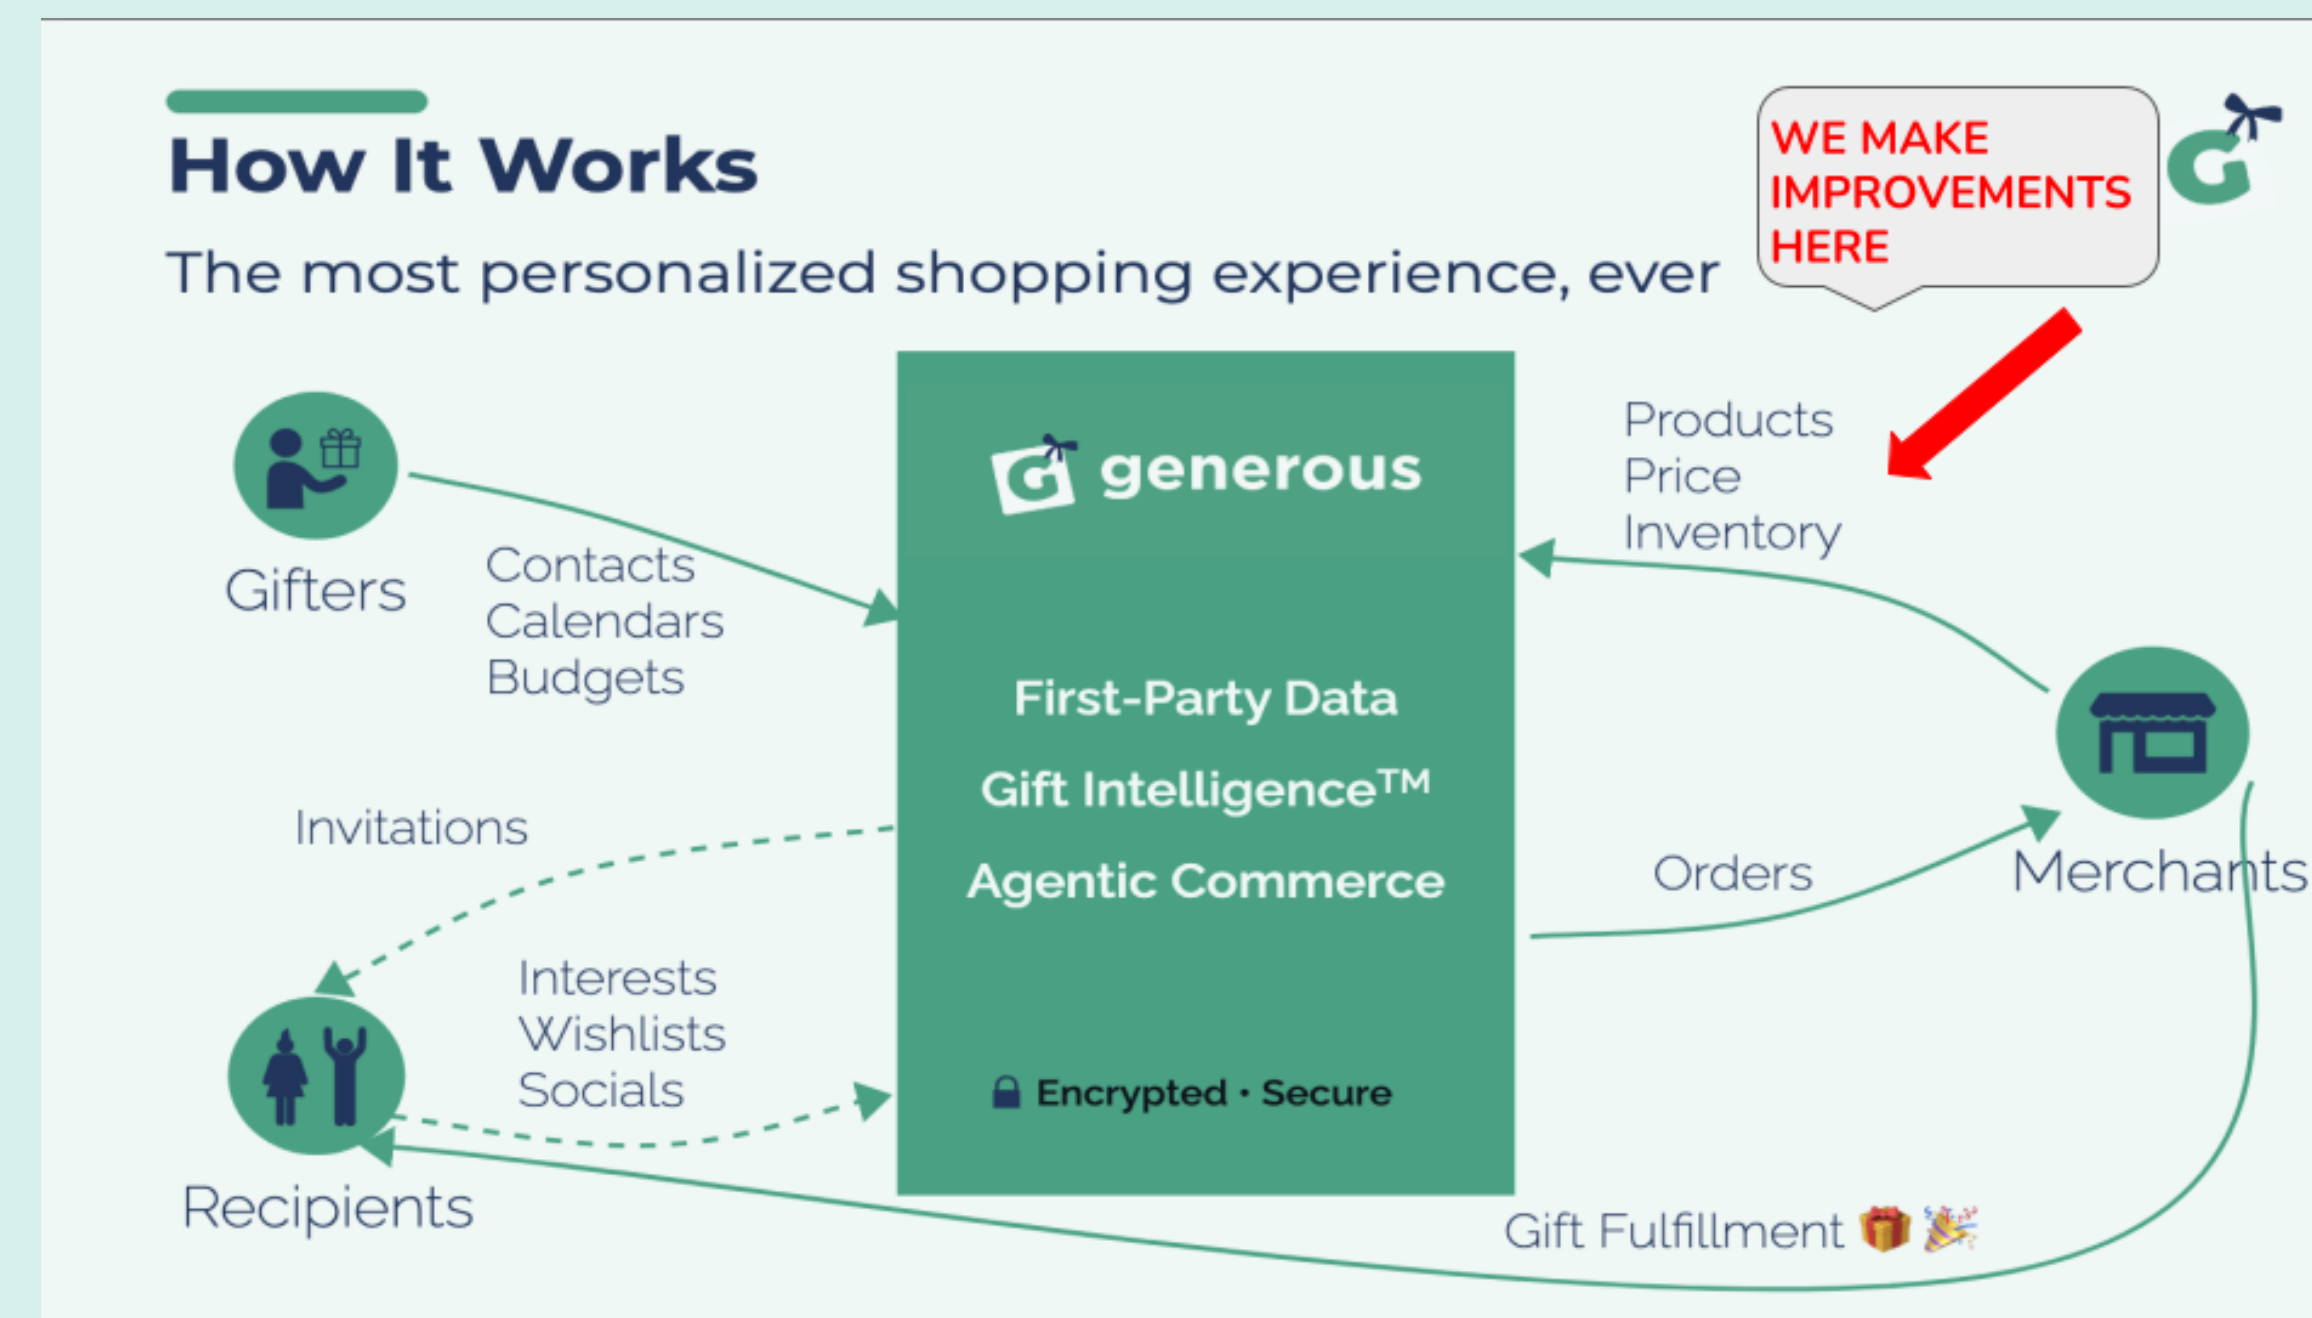 How It Works
The most personalized shopping experience, ever
WE MAKE
IMPROVEMENTS
HERE
G
Gifters
Contacts
Calendars
Budgets
G generous
First-Party Data
Gift Intelligence™
Agentic Commerce
Encrypted · Secure
Products
Price
Inventory
Merchants
Orders
Invitations
Interests
Wishlists
Socials
Recipients
Gift Fulfillment 🎁 🎉